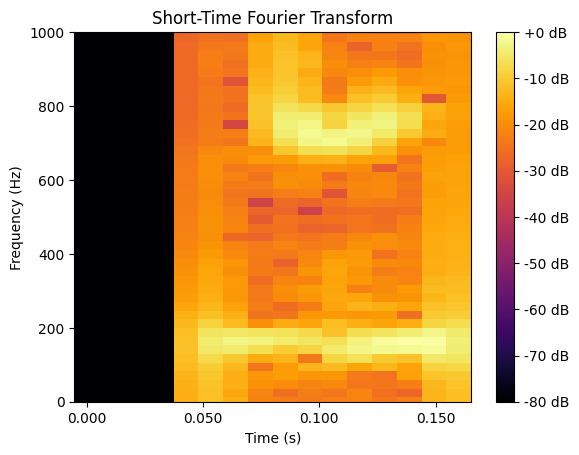 Short-Time Fourier Transform
1000
800
600
400
200
0
Frequency (Hz)
0.000
0.050
0.100
0.150
Time (s)
+0 dB
-10 dB
-20 dB
-30 dB
-40 dB
-50 dB
-60 dB
-70 dB
-80 dB